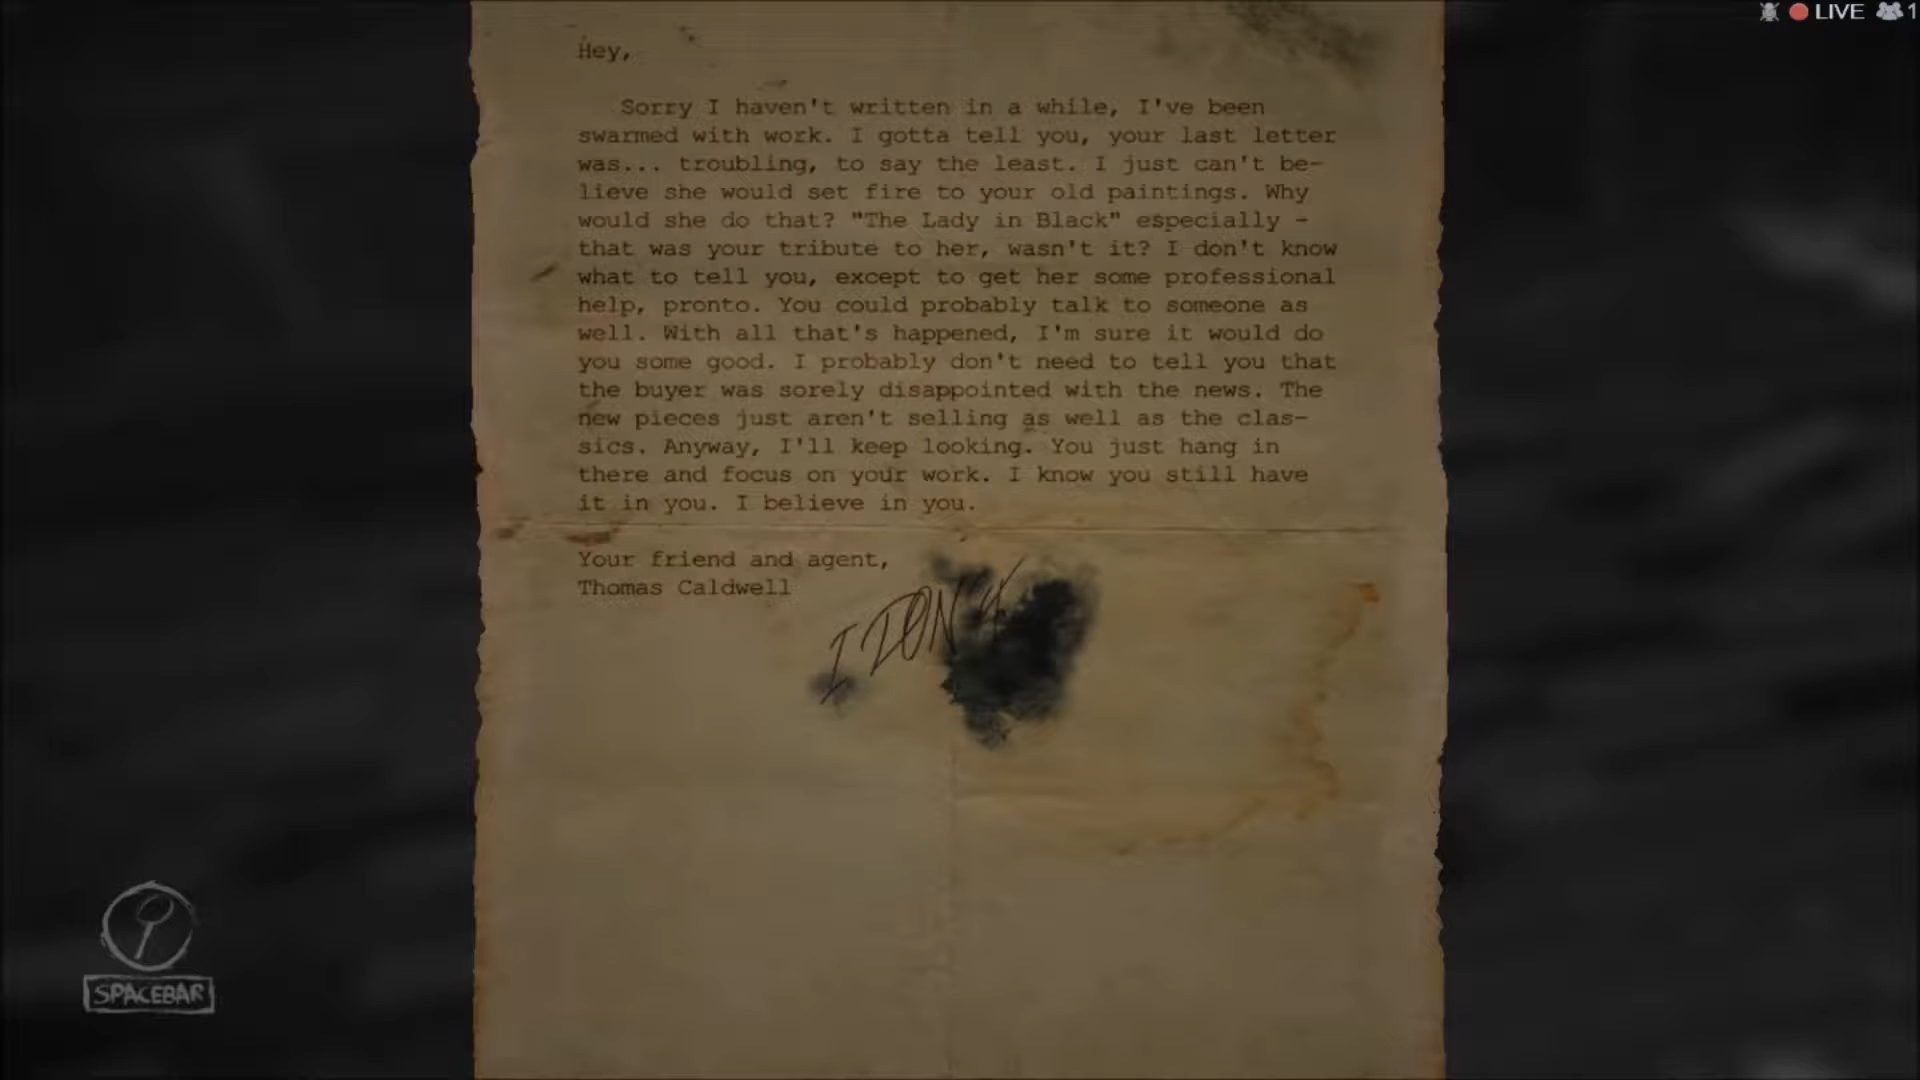 LIVE 1
Hey,
Sorry I haven't written in a while, I've been
swarmed with work. I gotta tell you, your last letter
was... troubling, to say the least. I just can't be-
lieve she would set fire to your old paintings. Why
would she do that? "The Lady in Black" especially -
that was your tribute to her, wasn't it? I don't know
what to tell you, except to get her some professional
help, pronto. You could probably talk to someone as
well. With all that's happened, I'm sure it would do
you some good. I probably don't need to tell you that
the buyer was sorely disappointed with the news. The
new pieces just aren't selling as well as the clas-
sics. Anyway, I'll keep looking. You just hang in
there and focus on your work. I know you still have
it in you. I believe in you.
Your friend and agent,
Thomas Caldwell
I DON
SPACEBAR